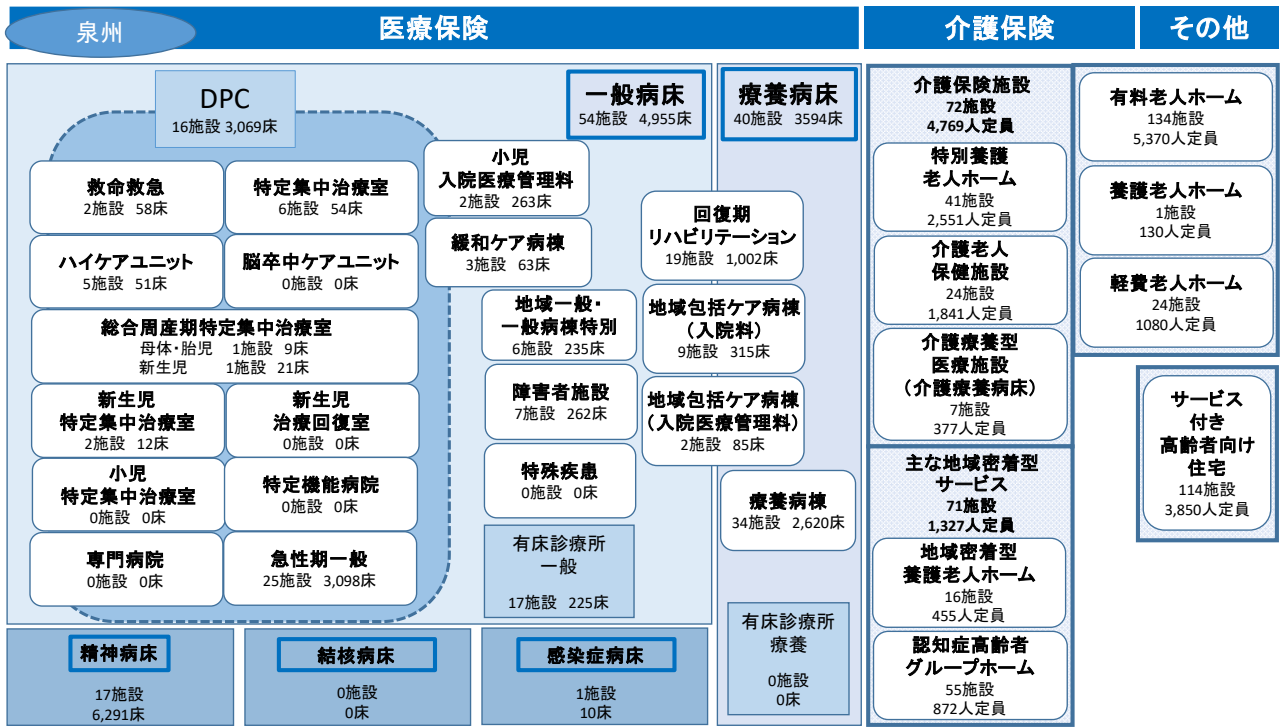 泉州
医療保険
介護保険
その他
DPC
16施設 3,069床
一般病床
54施設 4,955床
療養病床
40施設 3594床
救命救急
2施設 58床
特定集中治療室
6施設 54床
小児
入院医療管理料
2施設 263床
ハイケアユニット
5施設 51床
脳卒中ケアユニット
0施設 0床
緩和ケア病棟
3施設 63床
回復期
リハビリテーション
19施設 1,002床
総合周産期特定集中治療室
母体・胎児 1施設 9床
新生児 1施設 21床
地域一般・
一般病棟特別
6施設 235床
地域包括ケア病棟
(入院料)
9施設 315床
新生児
特定集中治療室
2施設 12床
新生児
治療回復室
0施設 0床
障害者施設
7施設 262床
地域包括ケア病棟
(入院医療管理料)
2施設 85床
小児
特定集中治療室
0施設 0床
特定機能病院
0施設 0床
特殊疾患
0施設 0床
療養病棟
34施設 2,620床
専門病院
0施設 0床
急性期一般
25施設 3,098床
有床診療所
一般
17施設 225床
有床診療所
療養
0施設
0床
精神病床
17施設
6,291床
結核病床
0施設
0床
感染症病床
1施設
10床
介護保険施設
72施設
4,769人定員
特別養護
老人ホーム
41施設
2,551人定員
介護老人
保健施設
24施設
1,841人定員
介護療養型
医療施設
(介護療養病床)
7施設
377人定員
主な地域密着型
サービス
71施設
1,327人定員
地域密着型
養護老人ホーム
16施設
455人定員
認知症高齢者
グループホーム
55施設
872人定員
有料老人ホーム
134施設
5,370人定員
養護老人ホーム
1施設
130人定員
軽費老人ホーム
24施設
1080人定員
サービス
付き
高齢者向け
住宅
114施設
3,850人定員